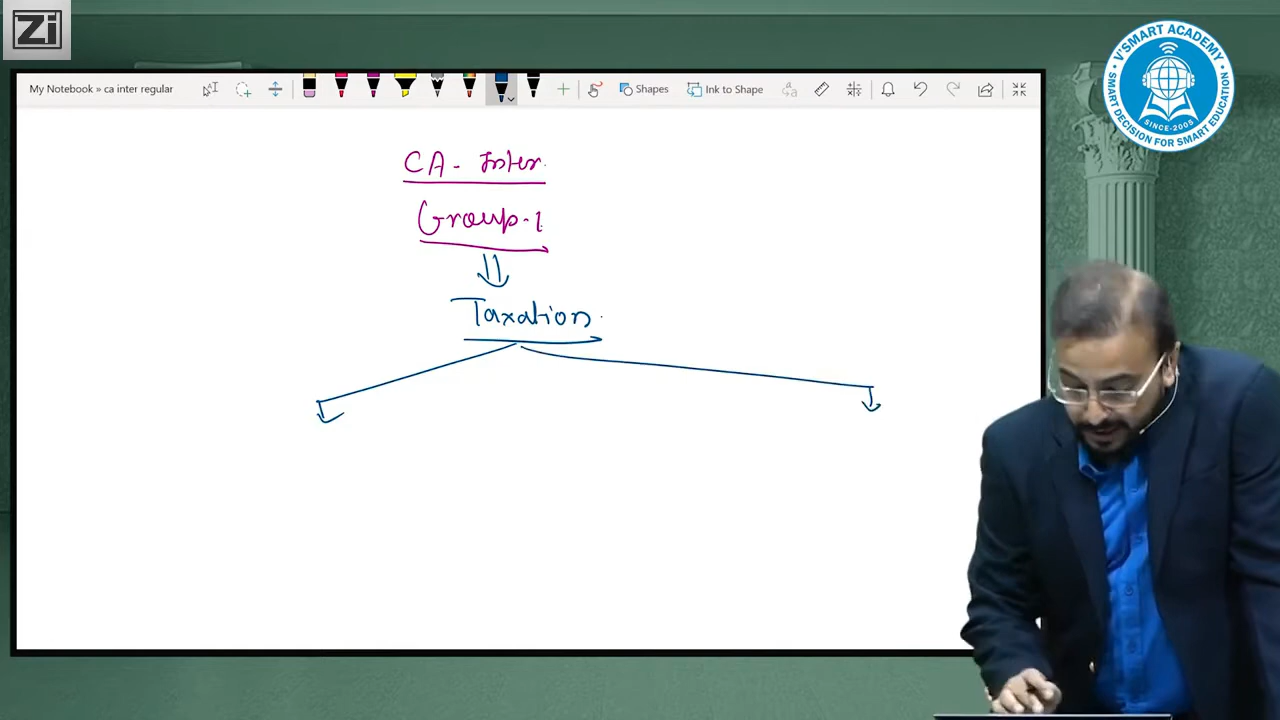 Zi
V'SMART ACADEMY
SINCE-2005
SMART DECISION FOR SMART EDUCATION
My Notebook » ca inter regular
Shapes
Ink to Shape
CA - Inter
Group-1
Taxation